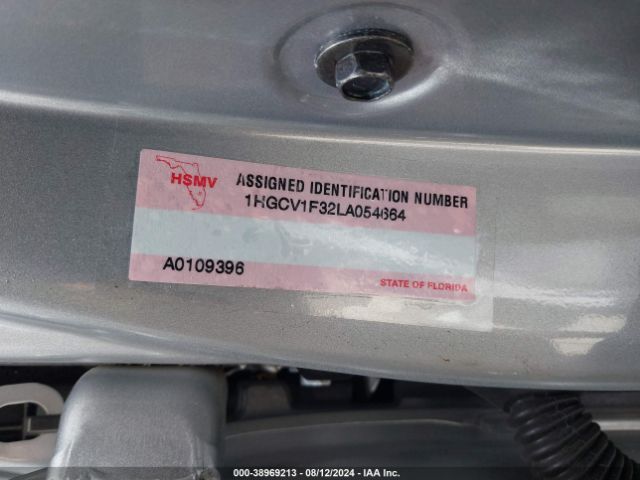 HSMV
ASSIGNED IDENTIFICATION NUMBER
1HGCV1F32LA054664
A0109396
STATE OF FLORIDA
000-38969213 - 08/12/2024 - IAA Inc.